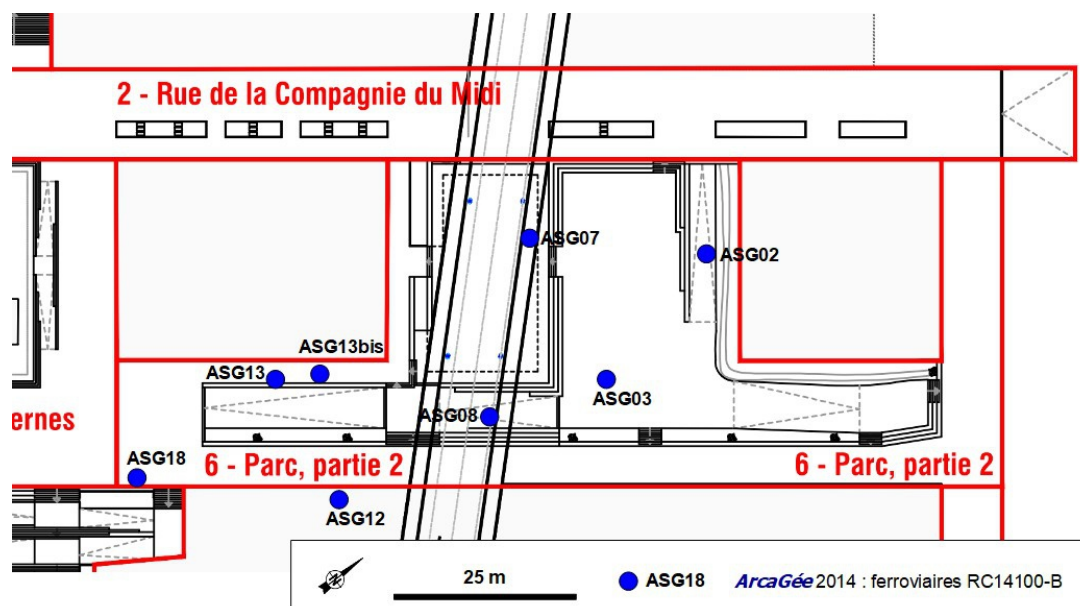 2 - Rue de la Compagnie du Midi
ASG07
ASG02
ASG13bis
ASG13
ASG03
ASG08
ernes
ASG18
6 - Parc, partie 2
6 - Parc, partie 2
ASG12
25 m
ASG18
ArcaGée 2014 : ferroviaires RC14100-B